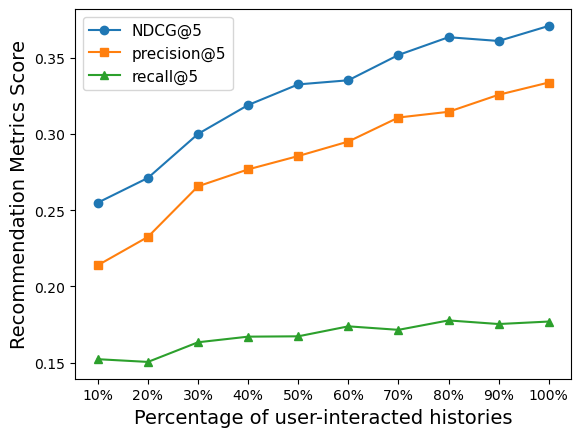 NDCG@5
precision@5
recall@5
Recommendation Metrics Score
0.35
0.30
0.25
0.20
0.15
10% 20% 30% 40% 50% 60% 70% 80% 90% 100%
Percentage of user-interacted histories